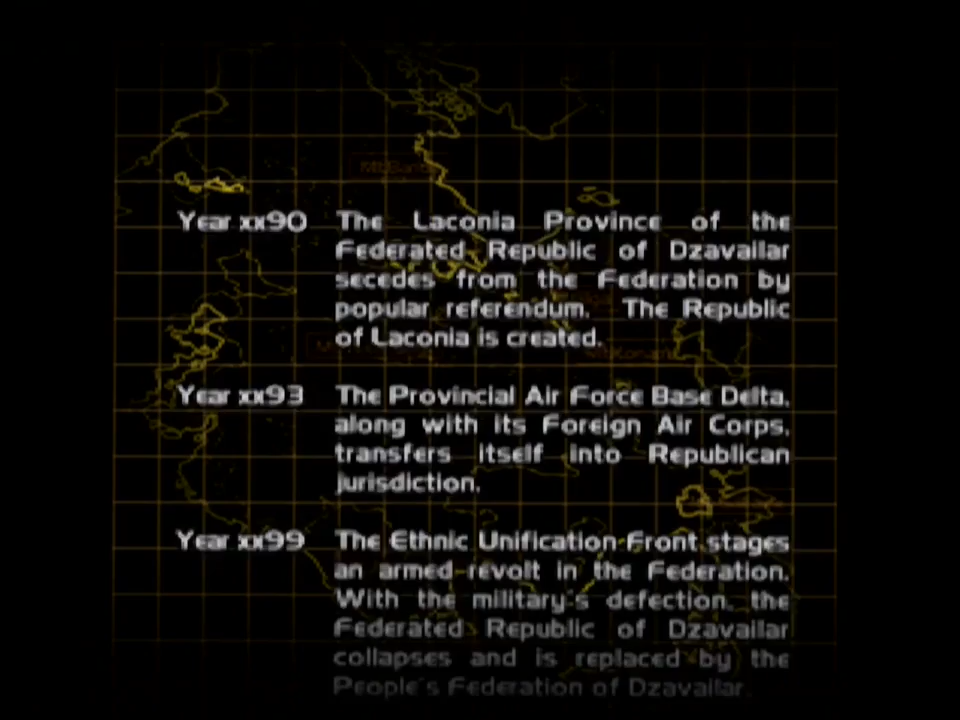 Year xx90 The Laconia Province of the
Federated Republic of Dzavailar
secedes from the Federation by
popular referendum. The Republic
of Laconia is created.
Year xx93 The Provincial Air Force Base Delta,
along with its Foreign Air Corps,
transfers itself into Republican
jurisdiction.
Year xx99 The Ethnic Unification Front stages
an armed revolt in the Federation.
With the military's defection, the
Federated Republic of Dzavailar
collapses and is replaced by the
People's Federation of Dzavailar.